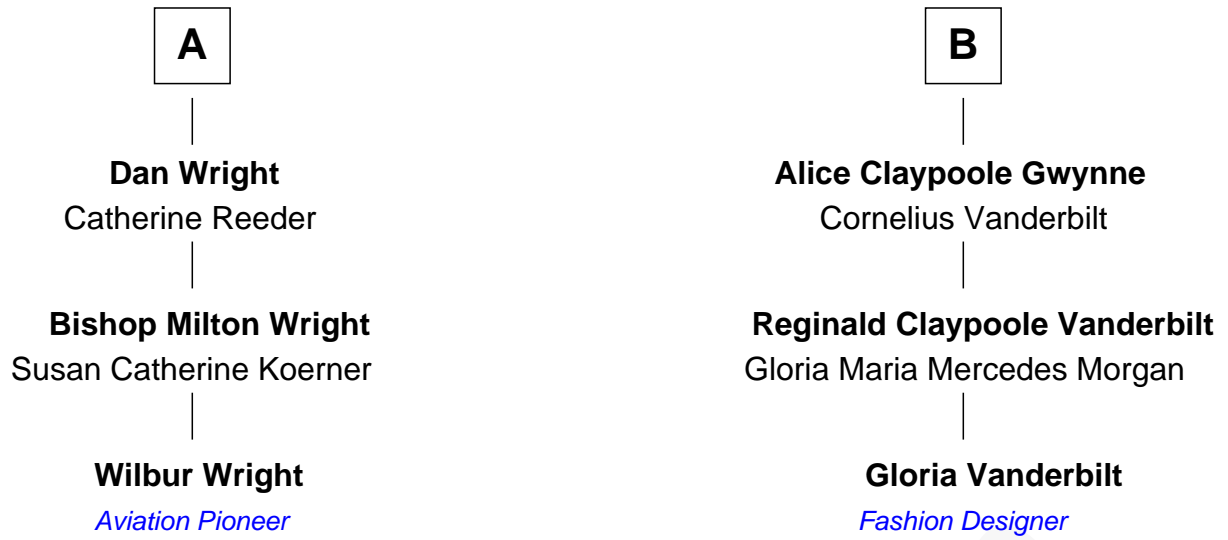 A
Dan Wright
Catherine Reeder
Bishop Milton Wright
Susan Catherine Koerner
Wilbur Wright
Aviation Pioneer
B
Alice Claypoole Gwynne
Cornelius Vanderbilt
Reginald Claypoole Vanderbilt
Gloria Maria Mercedes Morgan
Gloria Vanderbilt
Fashion Designer